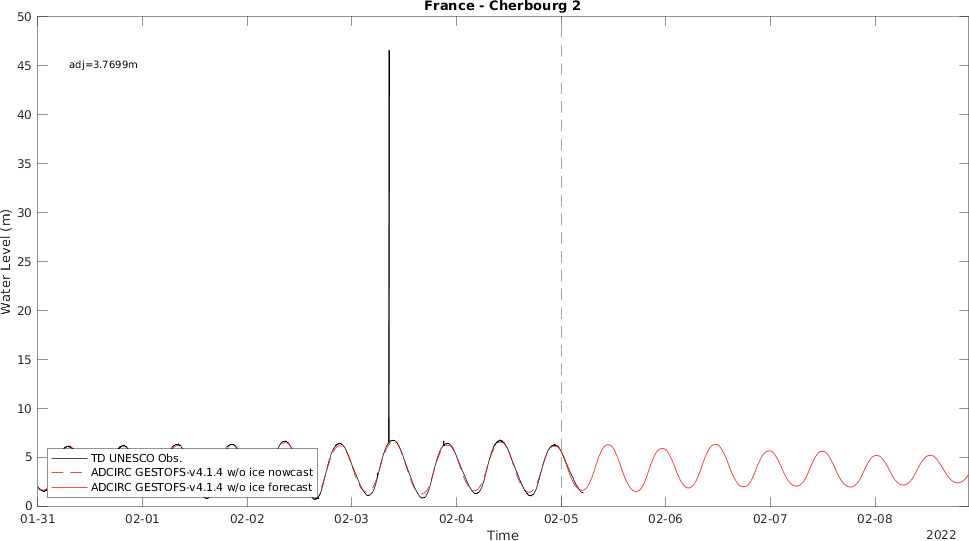 France - Cherbourg 2
50
45
40
35
30
25
20
15
10
5
0
Water Level (m)
adj=3.7699m
TD UNESCO Obs.
ADCIRC GESTOFS-v4.1.4 w/o ice nowcast
ADCIRC GESTOFS-v4.1.4 w/o ice forecast
01-31 02-01 02-02 02-03 02-04 02-05 02-06 02-07 02-08
Time
2022